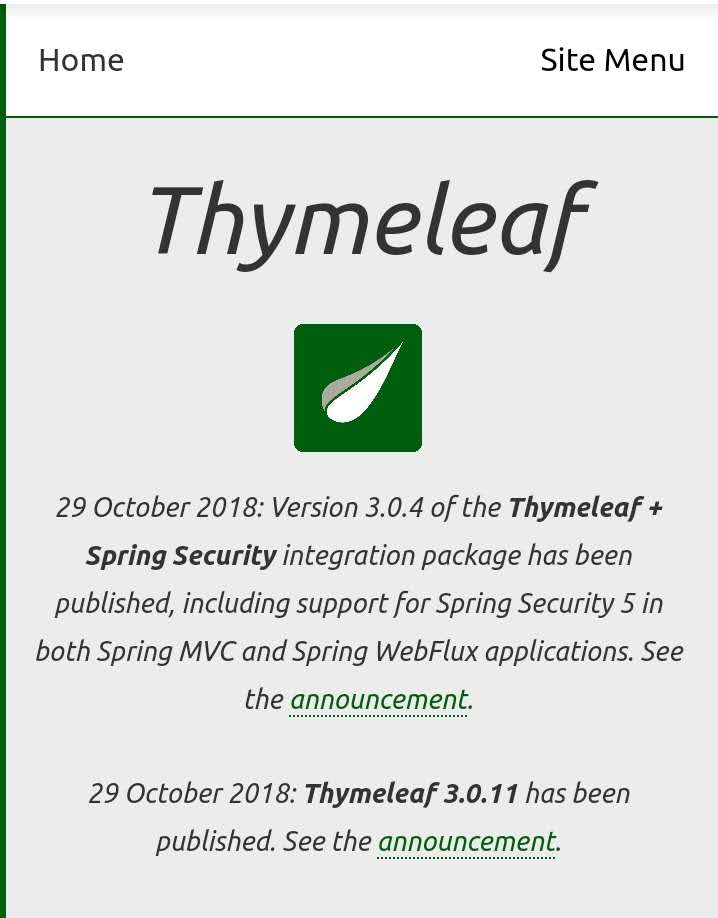 Home
Site Menu
Thymeleaf
29 October 2018: Version 3.0.4 of the Thymeleaf +
Spring Security integration package has been
published, including support for Spring Security 5 in
both Spring MVC and Spring WebFlux applications. See
the announcement.
29 October 2018: Thymeleaf 3.0.11 has been
published. See the announcement.